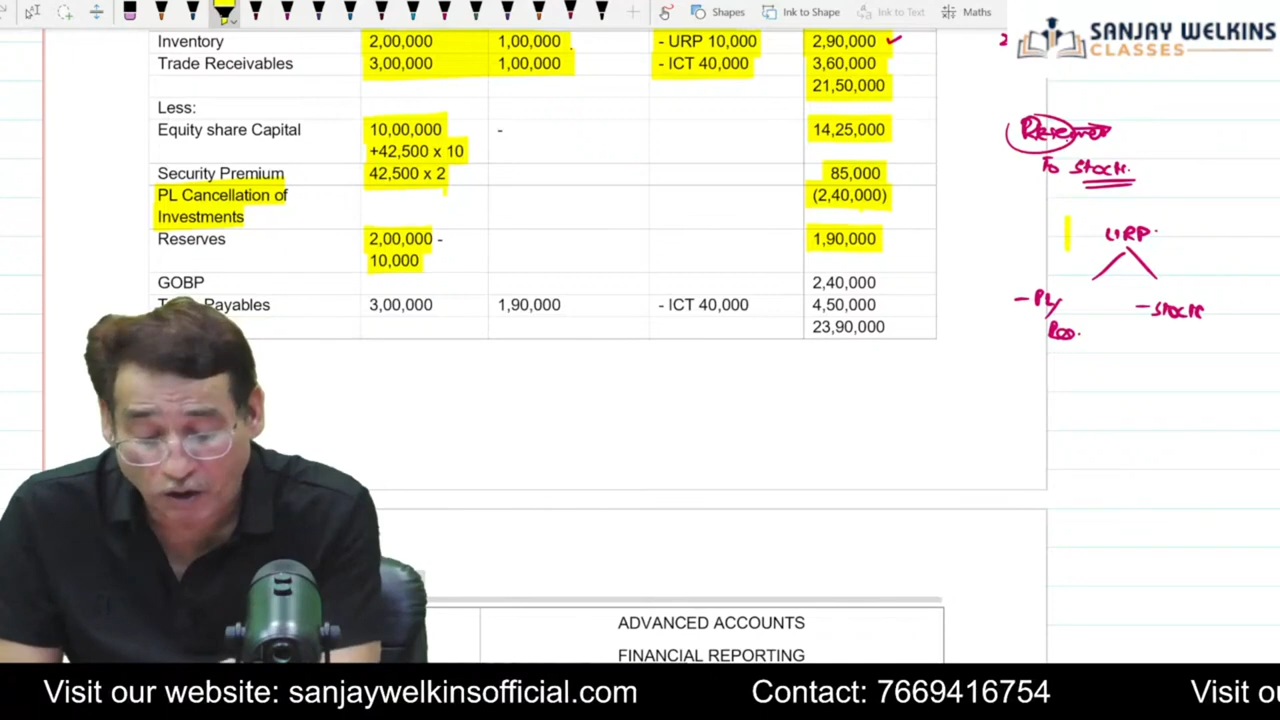 Shapes
Ink to Shape
Ink to Text
Maths
SANJAY WELKINS
CLASSES
Inventory 2,00,000 1,00,000 - URP 10,000 2,90,000
Trade Receivables 3,00,000 1,00,000 - ICT 40,000 3,60,000
21,50,000
Less:
Equity share Capital 10,00,000 - 14,25,000
+42,500 x 10
Security Premium 42,500 x 2 85,000
PL Cancellation of (2,40,000)
Investments
Reserves 2,00,000 - 1,90,000
10,000
GOBP 2,40,000
Payables 3,00,000 1,90,000 - ICT 40,000 4,50,000
23,90,000
To Stock.
URP
- PL/
Res.
- Stock
ADVANCED ACCOUNTS
FINANCIAL REPORTING
Visit our website: sanjaywelkinsofficial.com Contact: 7669416754 Visit ou